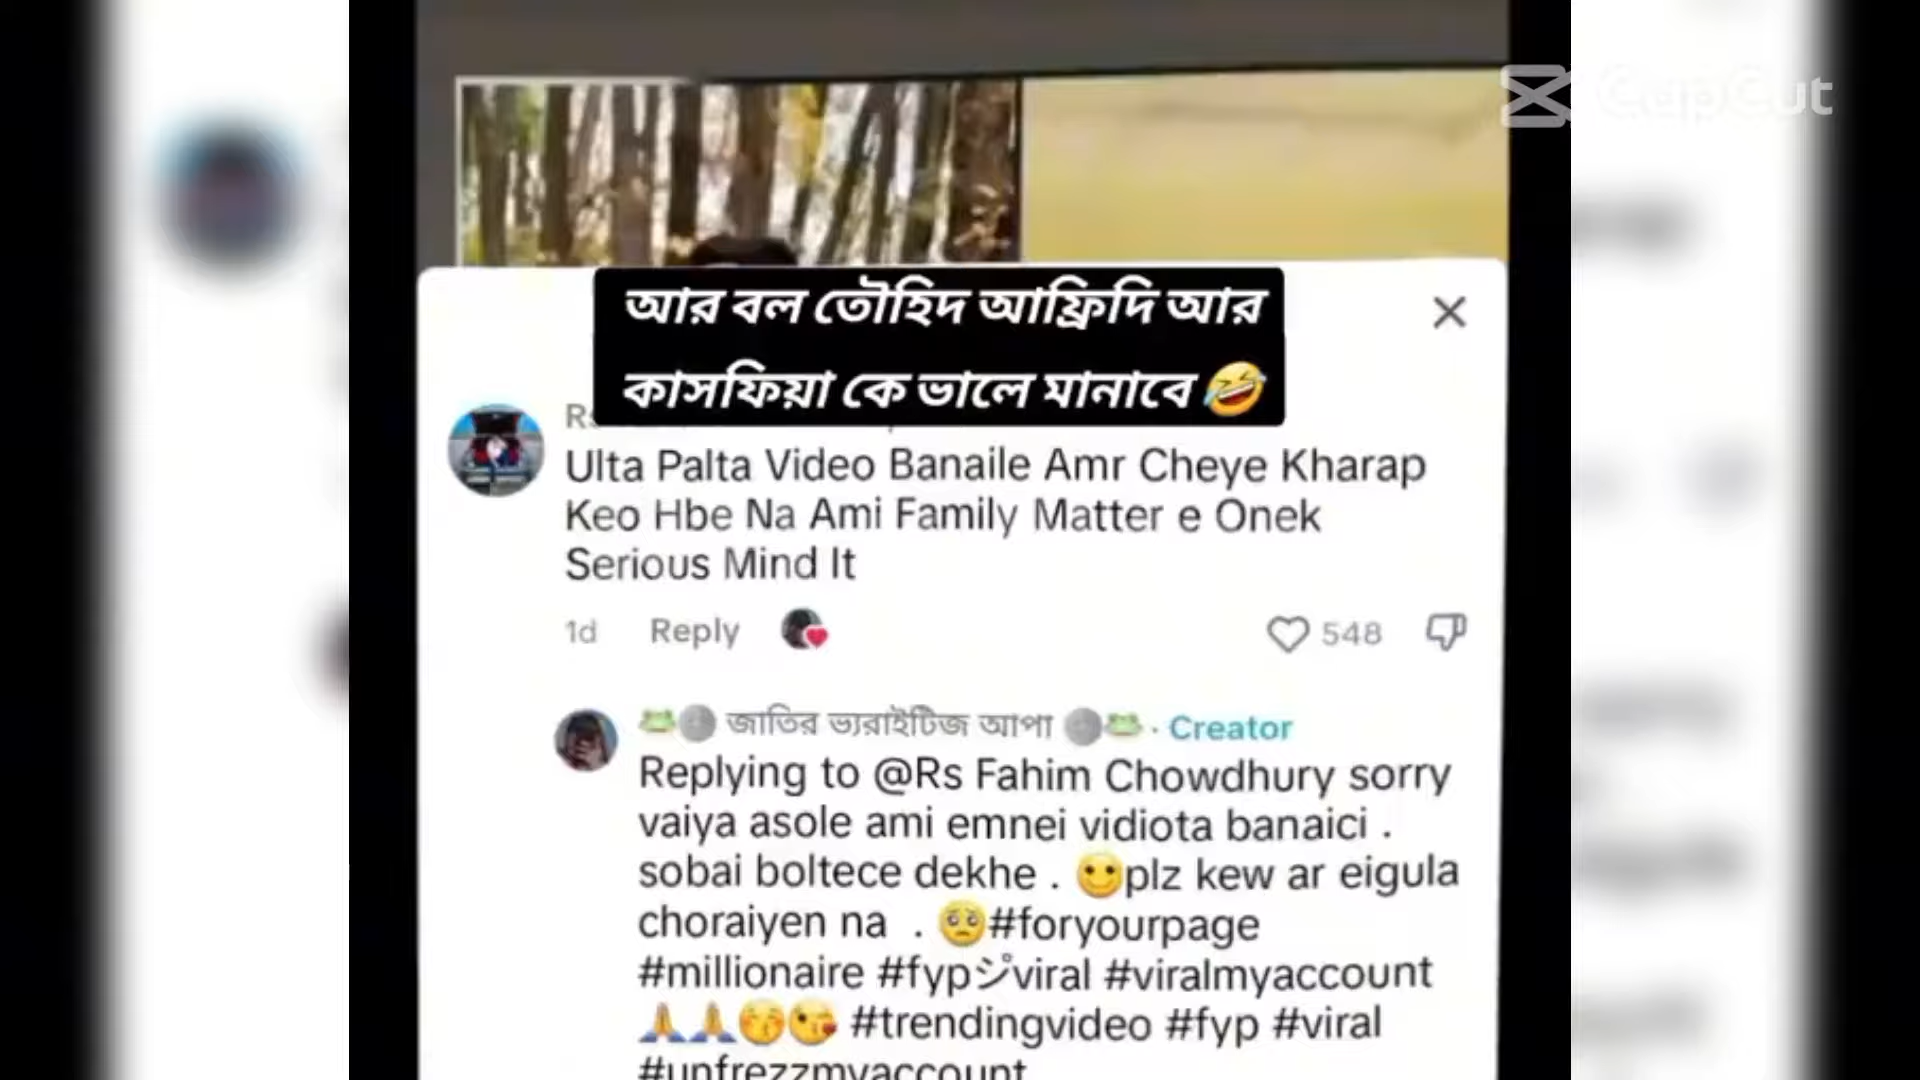 CapCut
আর বল তৌহিদ আফ্রিদি আর
কাসফিয়া কে ভালে মানাবে 🤣
Ulta Palta Video Banaile Amr Cheye Kharap
Keo Hbe Na Ami Family Matter e Onek
Serious Mind It
1d Reply 548
🐸🪙 জাতির ভ্যরাইটিজ আপা 🪙🐸 · Creator
Replying to @Rs Fahim Chowdhury sorry
vaiya asole ami emnei vidiota banaici .
sobai boltece dekhe . 🙂plz kew ar eigula
choraiyen na . 🥺#foryourpage
#millionaire #fypジviral #viralmyaccount
🙏🙏😚😘 #trendingvideo #fyp #viral
#unfrezzmyaccount